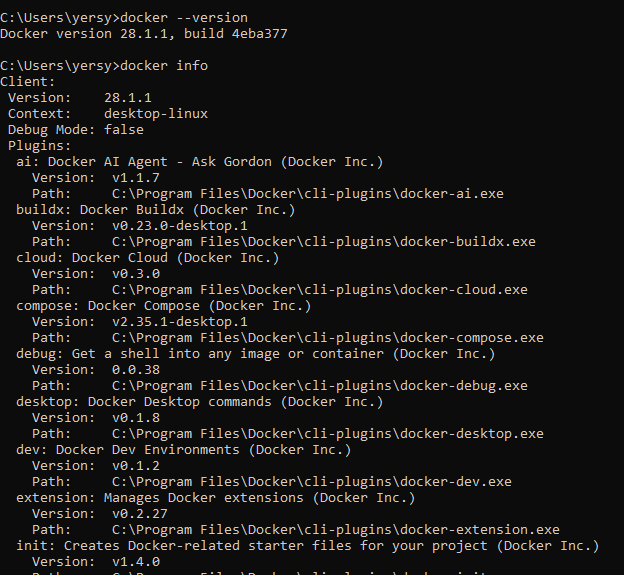 C:\Users\yersy>docker --version
Docker version 28.1.1, build 4eba377
C:\Users\yersy>docker info
Client:
Version:    28.1.1
Context:    desktop-linux
Debug Mode: false
Plugins:
ai: Docker AI Agent - Ask Gordon (Docker Inc.)
Version:  v1.1.7
Path:     C:\Program Files\Docker\cli-plugins\docker-ai.exe
buildx: Docker Buildx (Docker Inc.)
Version:  v0.23.0-desktop.1
Path:     C:\Program Files\Docker\cli-plugins\docker-buildx.exe
cloud: Docker Cloud (Docker Inc.)
Version:  v0.3.0
Path:     C:\Program Files\Docker\cli-plugins\docker-cloud.exe
compose: Docker Compose (Docker Inc.)
Version:  v2.35.1-desktop.1
Path:     C:\Program Files\Docker\cli-plugins\docker-compose.exe
debug: Get a shell into any image or container (Docker Inc.)
Version:  0.0.38
Path:     C:\Program Files\Docker\cli-plugins\docker-debug.exe
desktop: Docker Desktop commands (Docker Inc.)
Version:  v0.1.8
Path:     C:\Program Files\Docker\cli-plugins\docker-desktop.exe
dev: Docker Dev Environments (Docker Inc.)
Version:  v0.1.2
Path:     C:\Program Files\Docker\cli-plugins\docker-dev.exe
extension: Manages Docker extensions (Docker Inc.)
Version:  v0.2.27
Path:     C:\Program Files\Docker\cli-plugins\docker-extension.exe
init: Creates Docker-related starter files for your project (Docker Inc.)
Version:  v1.4.0